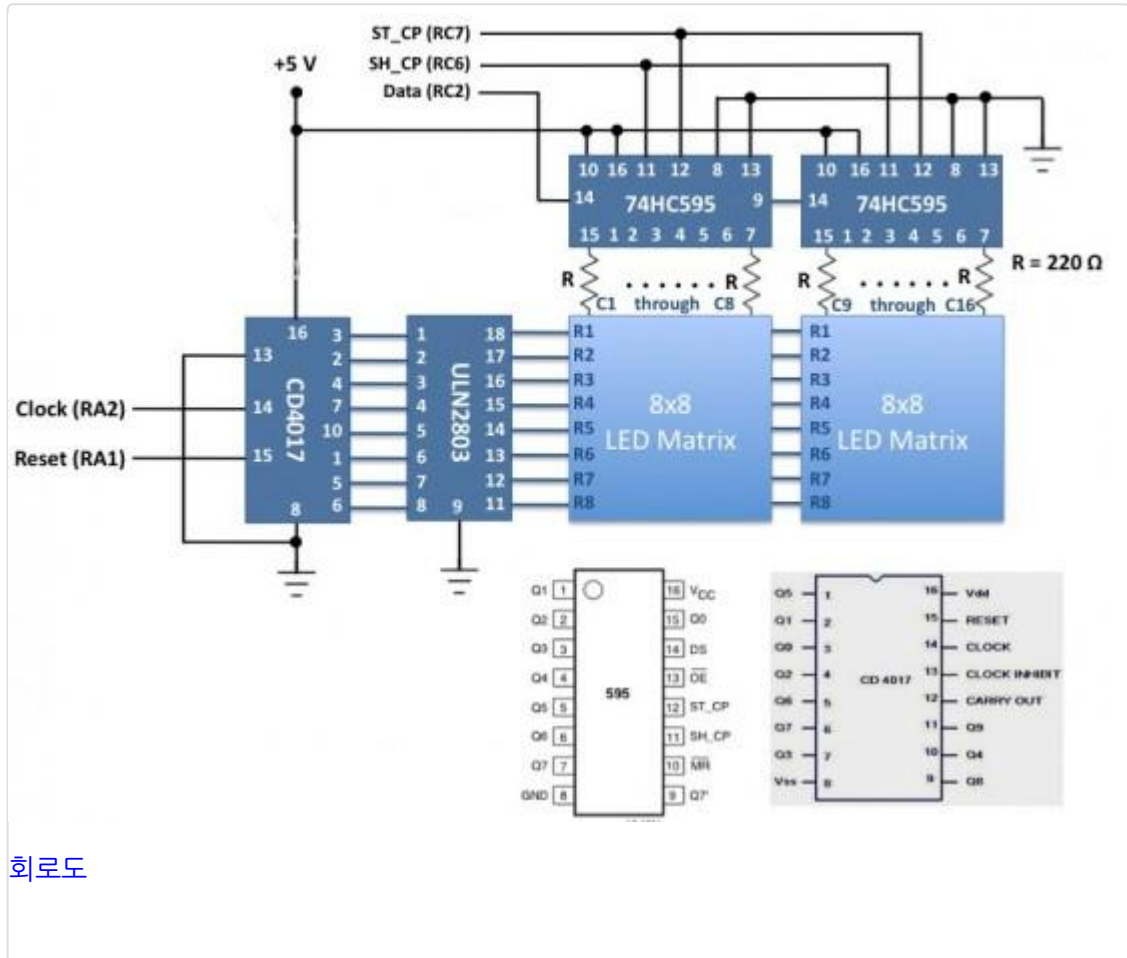 ST_CP (RC7)
SH_CP (RC6)
Data (RC2)
+5 V
10 16 11 12 8 13
14 74HC595 9
15 1 2 3 4 5 6 7
10 16 11 12 8 13
14 74HC595
15 1 2 3 4 5 6 7
R = 220 Ω
R . . . . . . R
C1 through C8
R . . . . . . R
C9 through C16
Clock (RA2)
Reset (RA1)
16
13
14
15
8
CD4017
3
2
4
7
10
1
5
6
1
2
3
4
5
6
7
8
ULN2803
9
18
17
16
15
14
13
12
11
R1
R2
R3
R4
R5
R6
R7
R8
8x8
LED Matrix
R1
R2
R3
R4
R5
R6
R7
R8
8x8
LED Matrix
Q1 1 16 VCC
Q2 2 15 Q0
Q3 3 14 DS
Q4 4 13 OE
595
Q5 5 12 ST_CP
Q6 6 11 SH_CP
Q7 7 10 MR
GND 8 9 Q7'
Q5 1 16 Vdd
Q1 2 15 RESET
Q0 3 14 CLOCK
Q2 4 CD 4017 13 CLOCK INHIBIT
Q6 5 12 CARRY OUT
Q7 6 11 Q9
Q3 7 10 Q4
Vss 8 9 Q8
회로도